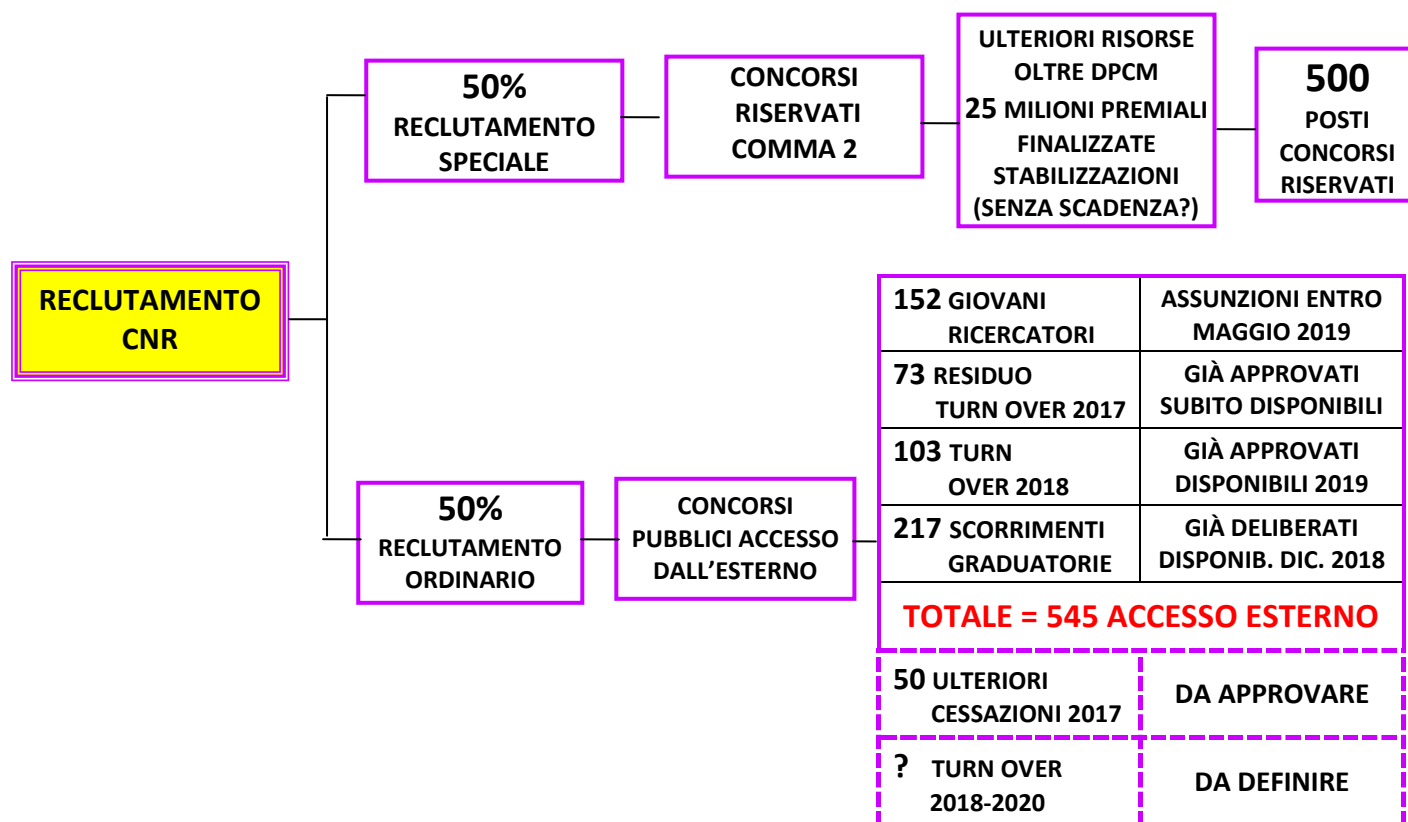 RECLUTAMENTO
CNR
50%
RECLUTAMENTO
SPECIALE
CONCORSI
RISERVATI
COMMA 2
ULTERIORI RISORSE
OLTRE DPCM
25 MILIONI PREMIALI
FINALIZZATE
STABILIZZAZIONI
(SENZA SCADENZA?)
500
POSTI
CONCORSI
RISERVATI
50%
RECLUTAMENTO
ORDINARIO
CONCORSI
PUBBLICI ACCESSO
DALL’ESTERNO
152 GIOVANI
RICERCATORI
ASSUNZIONI ENTRO
MAGGIO 2019
73 RESIDUO
TURN OVER 2017
GIÀ APPROVATI
SUBITO DISPONIBILI
103 TURN
OVER 2018
GIÀ APPROVATI
DISPONIBILI 2019
217 SCORRIMENTI
GRADUATORIE
GIÀ DELIBERATI
DISPONIB. DIC. 2018
TOTALE = 545 ACCESSO ESTERNO
50 ULTERIORI
CESSAZIONI 2017
DA APPROVARE
? TURN OVER
2018-2020
DA DEFINIRE